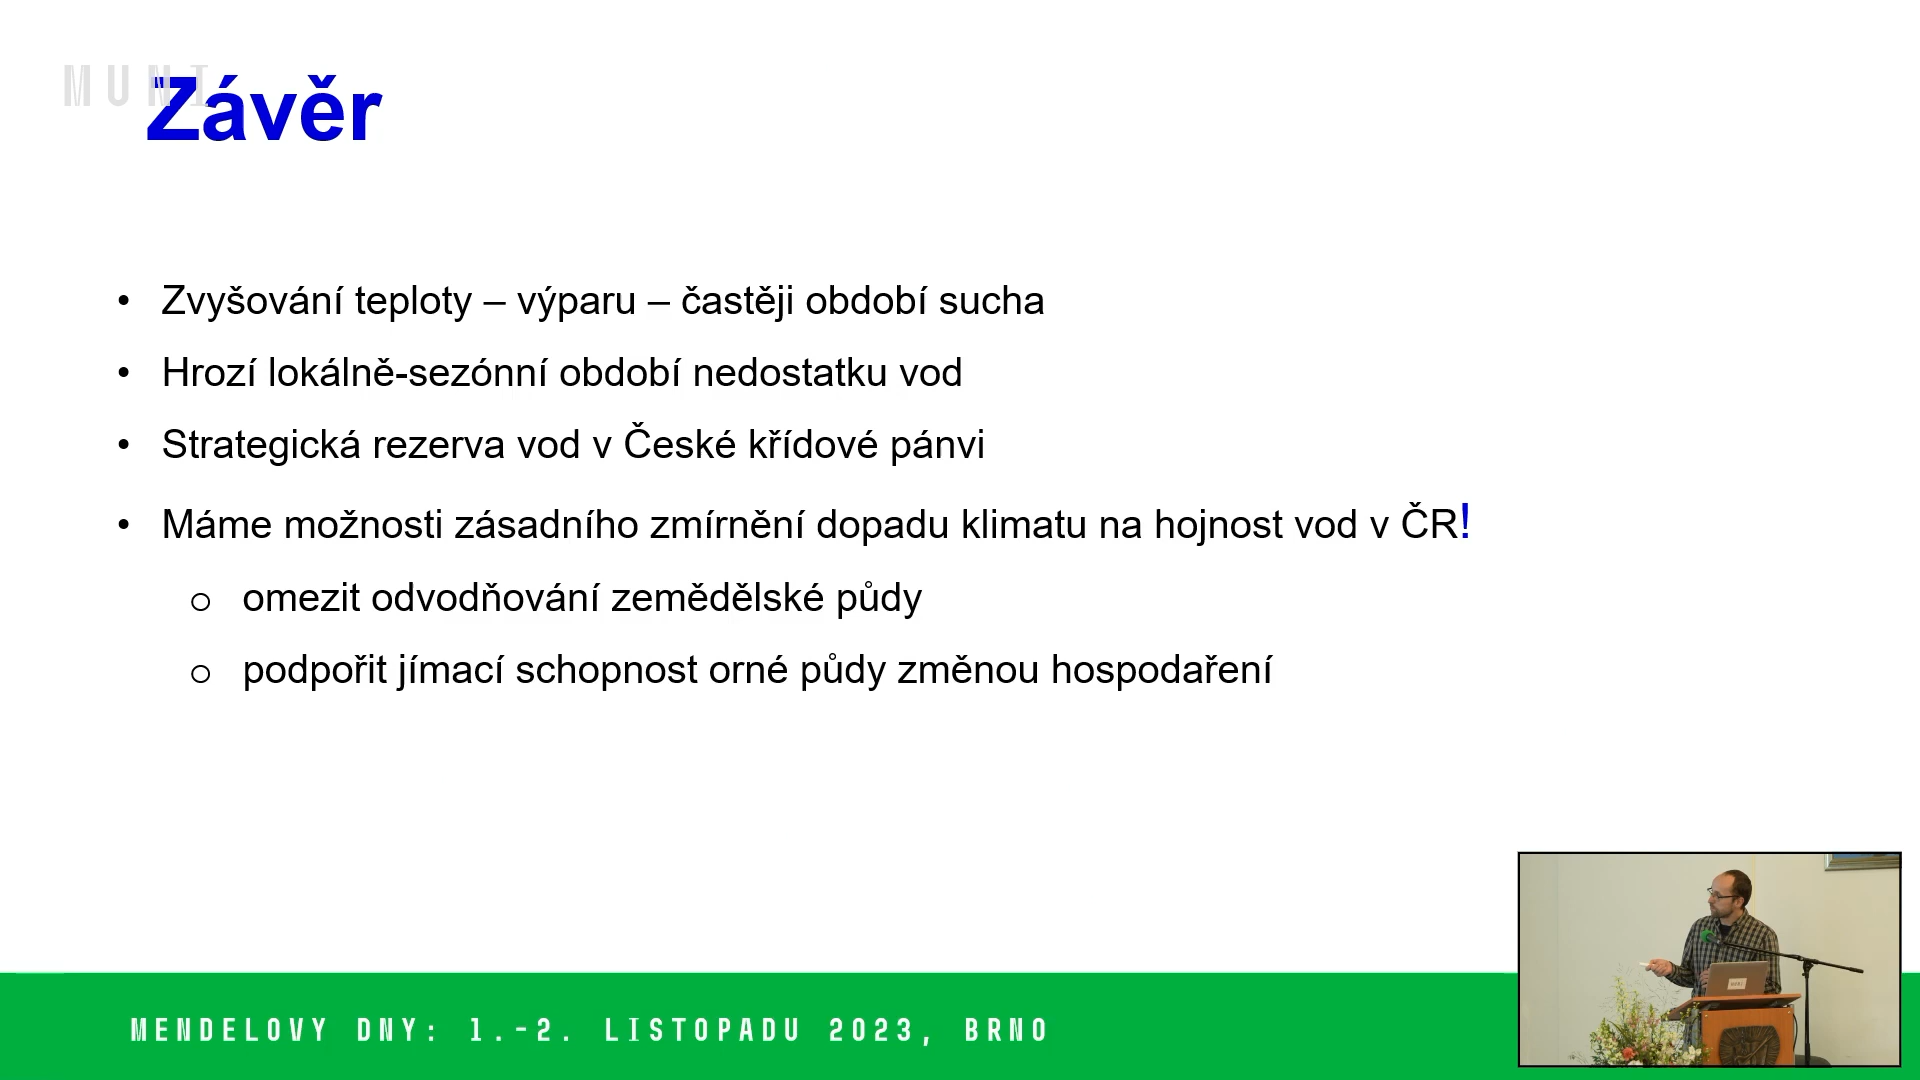 MUNI
Závěr
• Zvyšování teploty – výparu – častěji období sucha
• Hrozí lokálně-sezónní období nedostatku vod
• Strategická rezerva vod v České křídové pánvi
• Máme možnosti zásadního zmírnění dopadu klimatu na hojnost vod v ČR!
o omezit odvodňování zemědělské půdy
o podpořit jímací schopnost orné půdy změnou hospodaření
MENDELOVY DNY: 1.-2. LISTOPADU 2023, BRNO